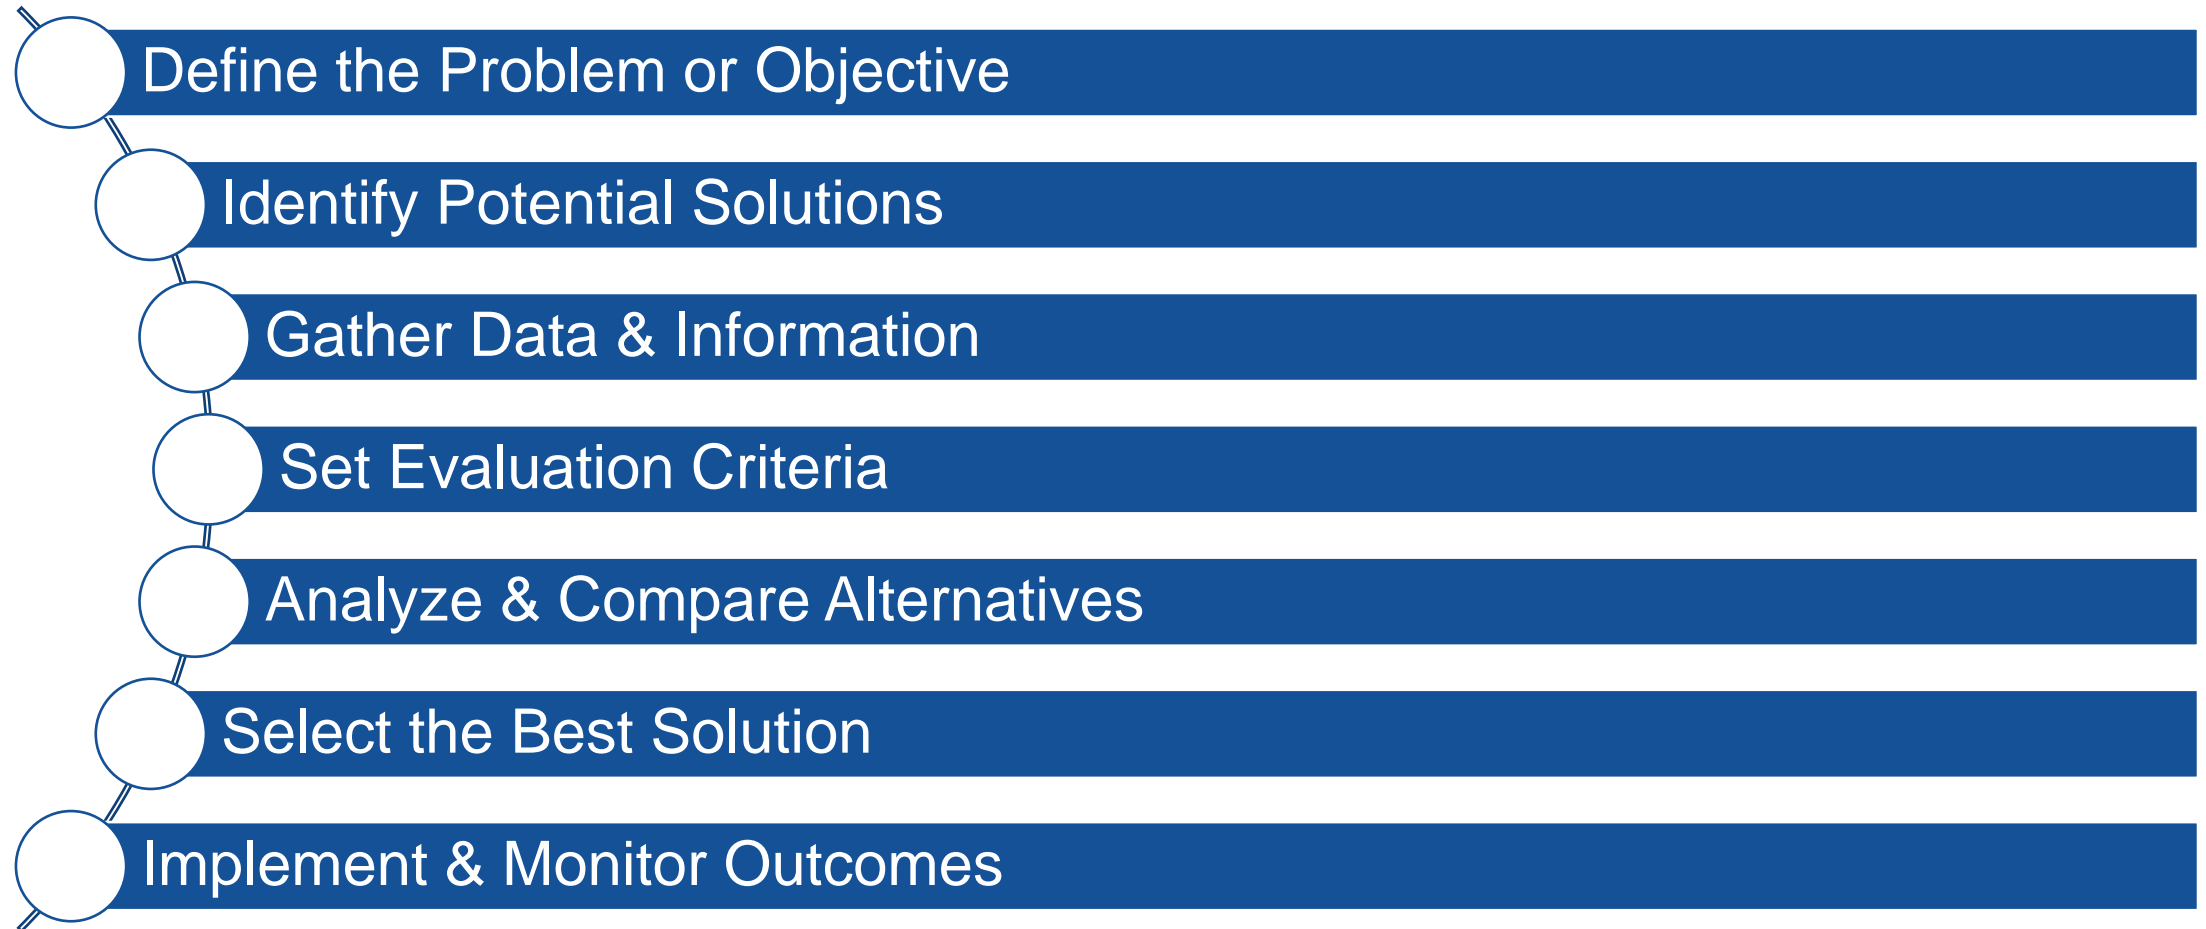 Define the Problem or Objective
Identify Potential Solutions
Gather Data & Information
Set Evaluation Criteria
Analyze & Compare Alternatives
Select the Best Solution
Implement & Monitor Outcomes